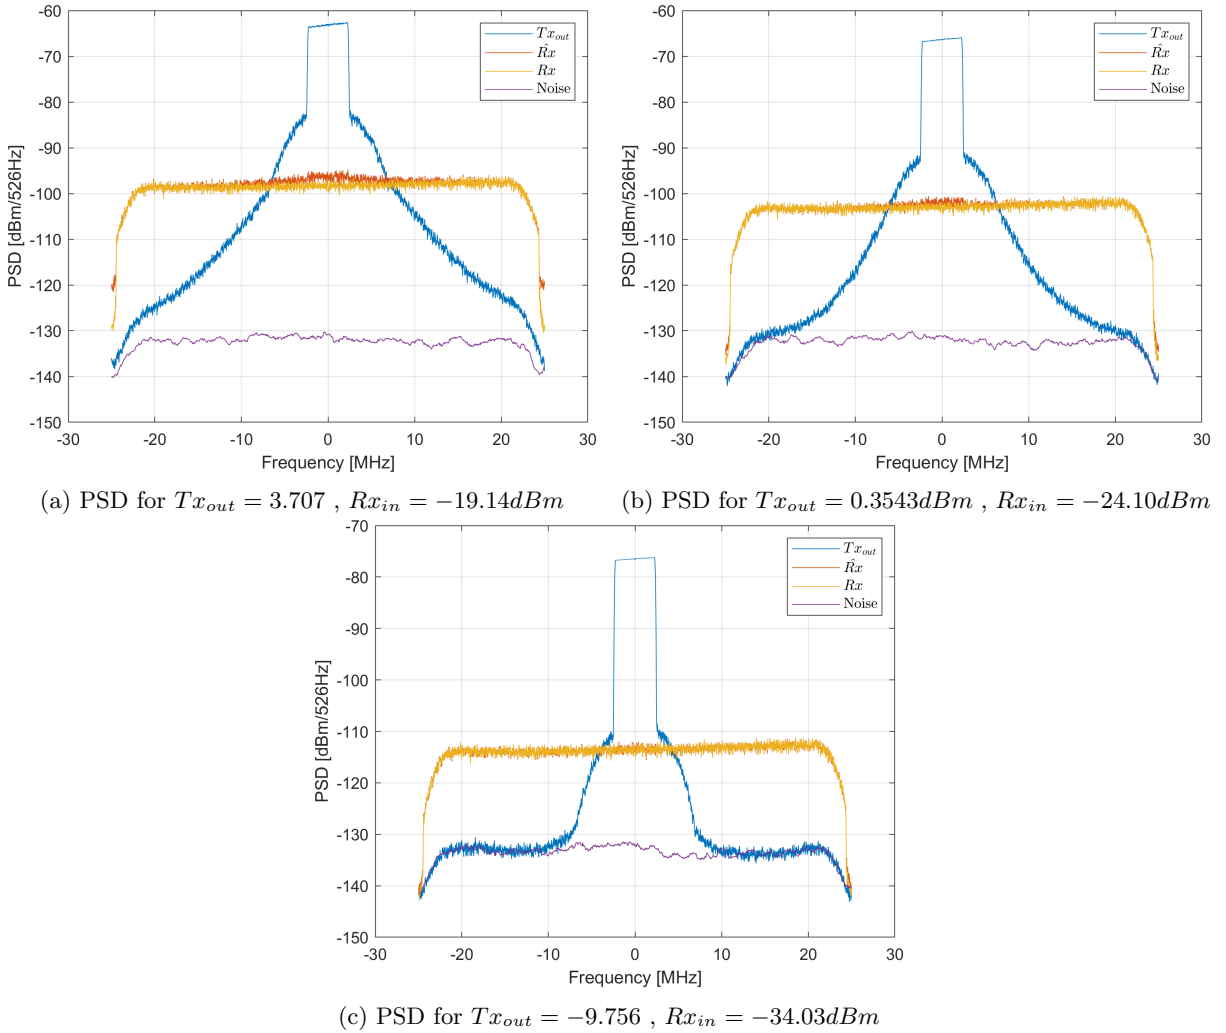 -60
-70
-80
-90
-100
-110
-120
-130
-140
-150
PSD [dBm/526Hz]
-30 -20 -10 0 10 20 30
Frequency [MHz]
Tx_out
R̂x
Rx
Noise
-60
-70
-80
-90
-100
-110
-120
-130
-140
-150
PSD [dBm/526Hz]
-30 -20 -10 0 10 20 30
Frequency [MHz]
Tx_out
R̂x
Rx
Noise
(a) PSD for Tx_out = 3.707 , Rx_in = −19.14dBm
(b) PSD for Tx_out = 0.3543dBm , Rx_in = −24.10dBm
-70
-80
-90
-100
-110
-120
-130
-140
-150
PSD [dBm/526Hz]
-30 -20 -10 0 10 20 30
Frequency [MHz]
Tx_out
R̂x
Rx
Noise
(c) PSD for Tx_out = −9.756 , Rx_in = −34.03dBm